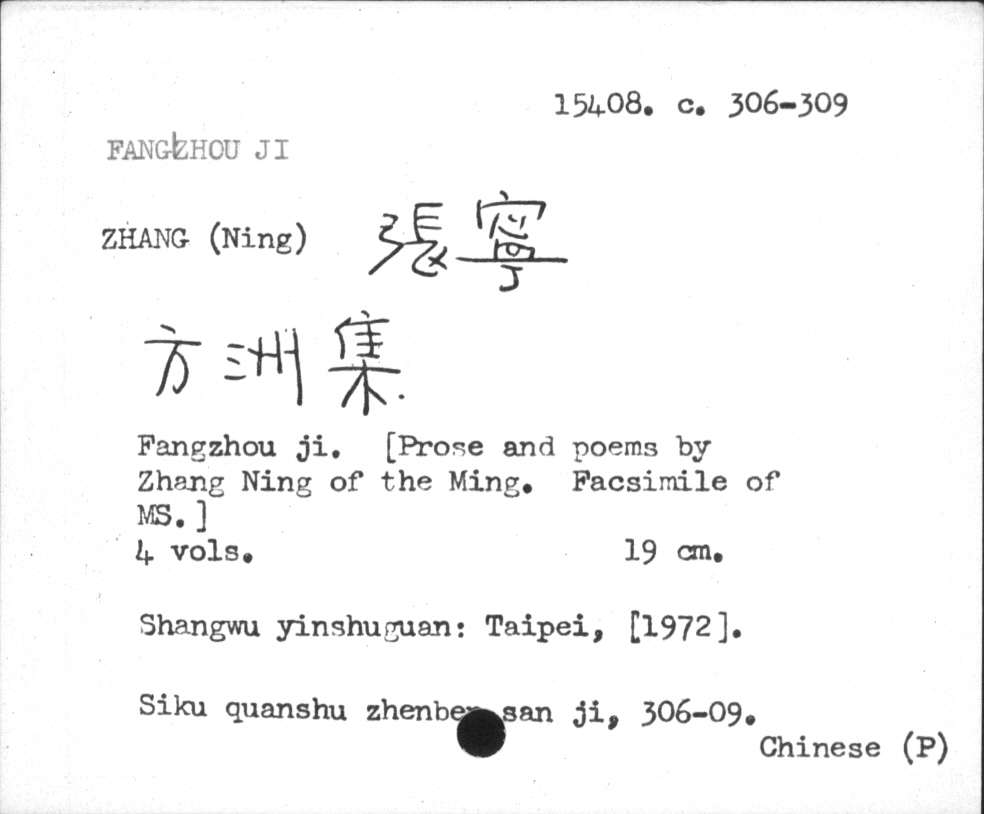 15408. c. 306-309
FANGZHOU JI
ZHANG (Ning) 張寧
方洲集.
Fangzhou ji. [Prose and poems by
Zhang Ning of the Ming. Facsimile of
MS.]
4 vols. 19 cm.
Shangwu yinshuguan: Taipei, [1972].
Siku quanshu zhenben san ji, 306-09.
Chinese (P)